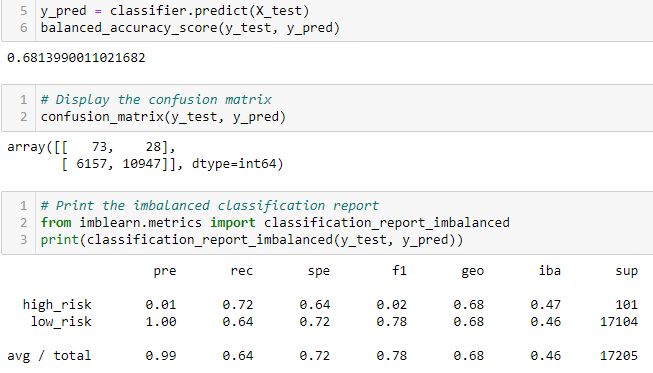 5 y_pred = classifier.predict(X_test)
6 balanced_accuracy_score(y_test, y_pred)
0.6813990011021682
1 # Display the confusion matrix
2 confusion_matrix(y_test, y_pred)
array([[   73,    28],
       [ 6157, 10947]], dtype=int64)
1 # Print the imbalanced classification report
2 from imblearn.metrics import classification_report_imbalanced
3 print(classification_report_imbalanced(y_test, y_pred))
pre rec spe f1 geo iba sup
high_risk 0.01 0.72 0.64 0.02 0.68 0.47 101
low_risk 1.00 0.64 0.72 0.78 0.68 0.46 17104
avg / total 0.99 0.64 0.72 0.78 0.68 0.46 17205